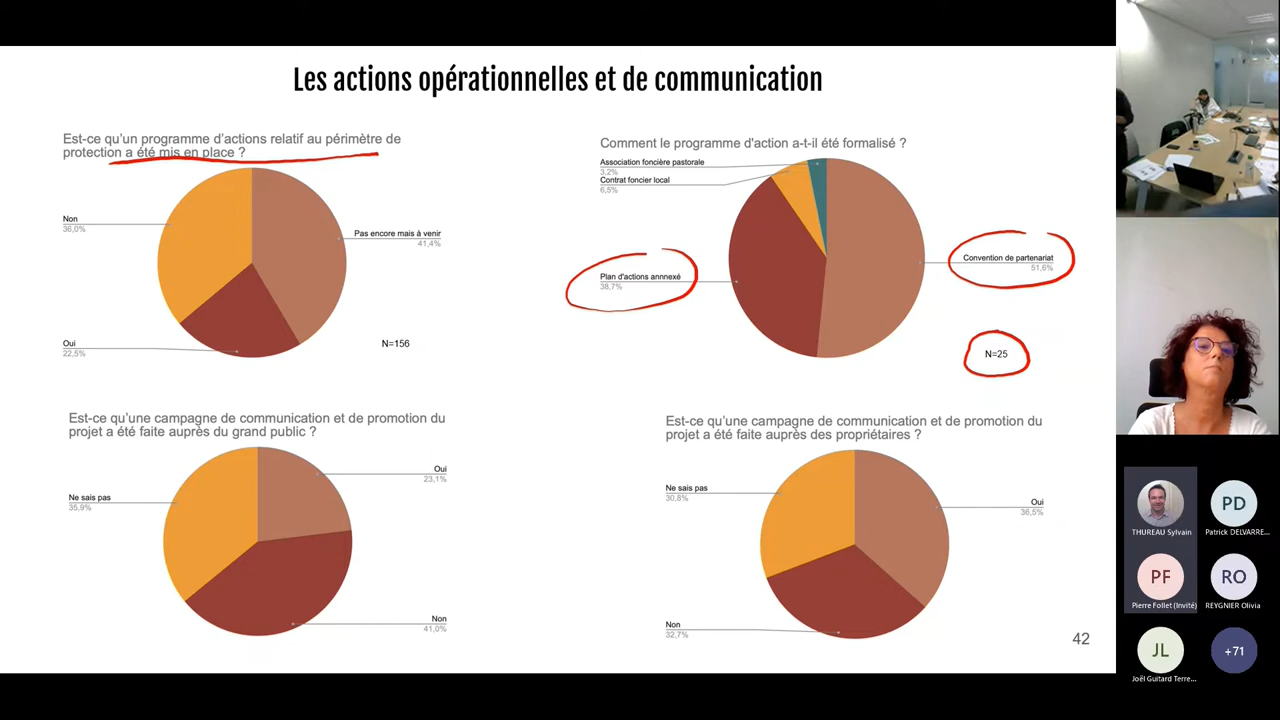 Les actions opérationnelles et de communication
Est-ce qu'un programme d'actions relatif au périmètre de
protection a été mis en place ?
Non
36,0%
Pas encore mais à venir
41,4%
Oui
22,5%
N=156
Comment le programme d'action a-t-il été formalisé ?
Association foncière pastorale
3,2%
Contrat foncier local
6,5%
Plan d'actions annnexé
38,7%
Convention de partenariat
51,6%
N=25
Est-ce qu'une campagne de communication et de promotion du
projet a été faite auprès du grand public ?
Oui
23,1%
Ne sais pas
35,9%
Non
41,0%
Est-ce qu'une campagne de communication et de promotion du
projet a été faite auprès des propriétaires ?
Ne sais pas
30,8%
Oui
36,5%
Non
32,7%
42
THUREAU Sylvain
PD
Patrick DELVARRE...
PF
Pierre Follet (Invité)
RO
REYGNIER Olivia
JL
Joël Guitard Terre...
+71